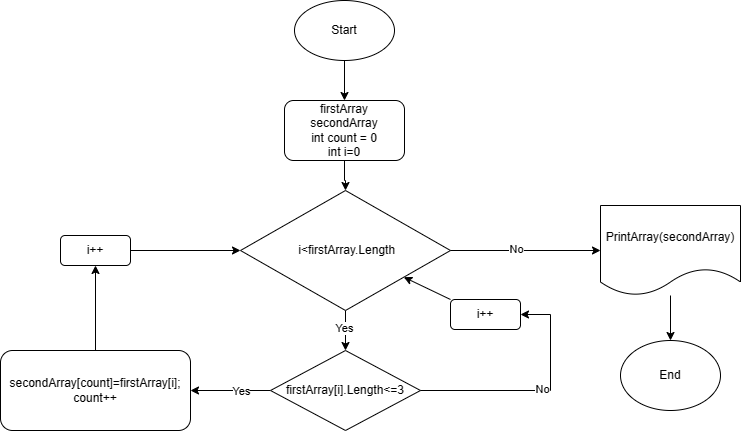 Start
firstArray
secondArray
int count = 0
int i=0
i++
i<firstArray.Length
No
PrintArray(secondArray)
i++
Yes
End
secondArray[count]=firstArray[i];
count++
Yes
firstArray[i].Length<=3
No